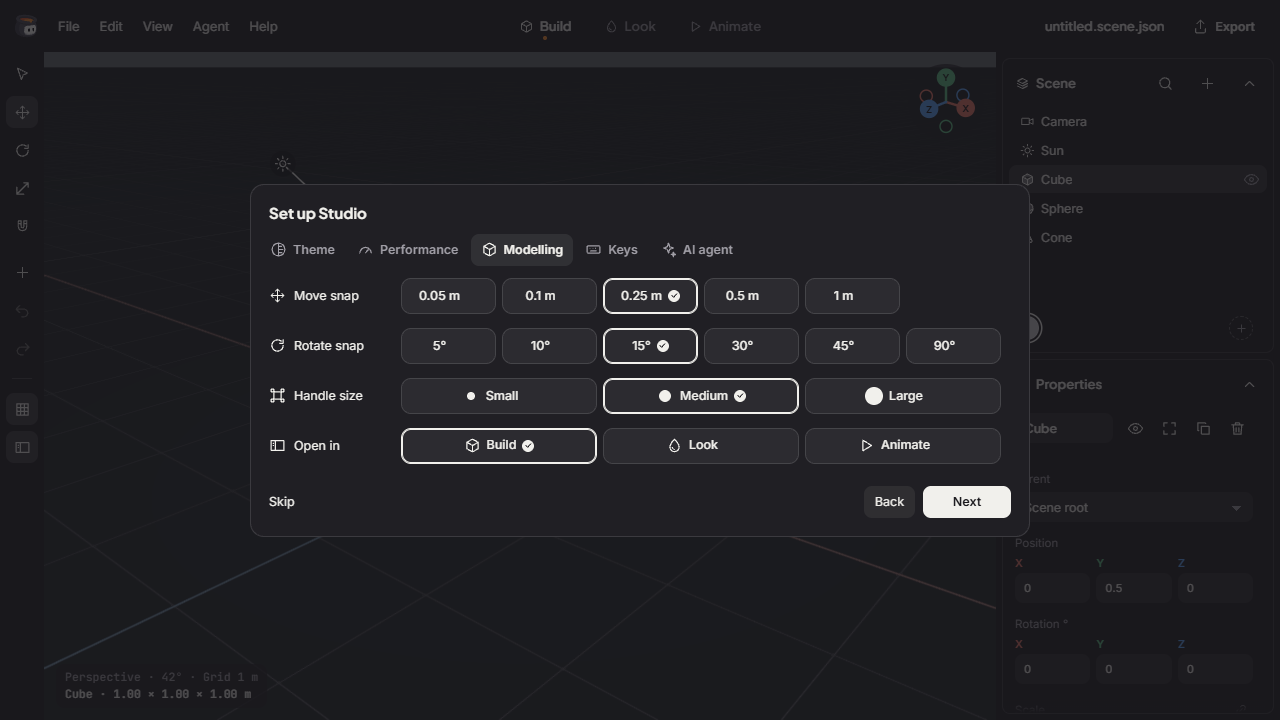 File Edit View Agent Help Build Look Animate untitled.scene.json Export
Scene
Y
Z X
Camera
Sun
Cube
Sphere
Cone
Set up Studio
Theme Performance Modelling Keys AI agent
Move snap 0.05 m 0.1 m 0.25 m 0.5 m 1 m
Rotate snap 5° 10° 15° 30° 45° 90°
Handle size Small Medium Large
Open in Build Look Animate
Skip Back Next
Properties
Cube
Scene root
Position
X Y Z
0 0.5 0
Rotation *
X Y Z
0 0 0
Perspective · 42° · Grid 1 m
Cube · 1.00 × 1.00 × 1.00 m